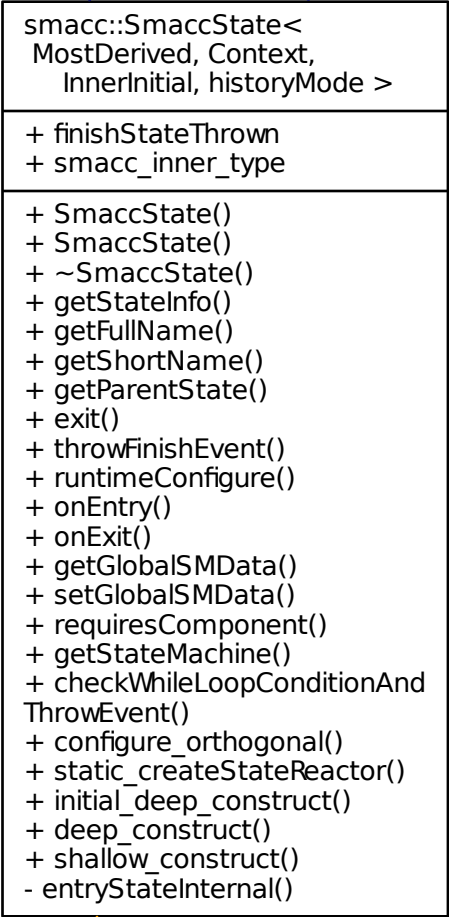 smacc::SmaccState<
MostDerived, Context,
InnerInitial, historyMode >
+ finishStateThrown
+ smacc_inner_type
+ SmaccState()
+ SmaccState()
+ ~SmaccState()
+ getStateInfo()
+ getFullName()
+ getShortName()
+ getParentState()
+ exit()
+ throwFinishEvent()
+ runtimeConfigure()
+ onEntry()
+ onExit()
+ getGlobalSMData()
+ setGlobalSMData()
+ requiresComponent()
+ getStateMachine()
+ checkWhileLoopConditionAnd
ThrowEvent()
+ configure_orthogonal()
+ static_createStateReactor()
+ initial_deep_construct()
+ deep_construct()
+ shallow_construct()
- entryStateInternal()